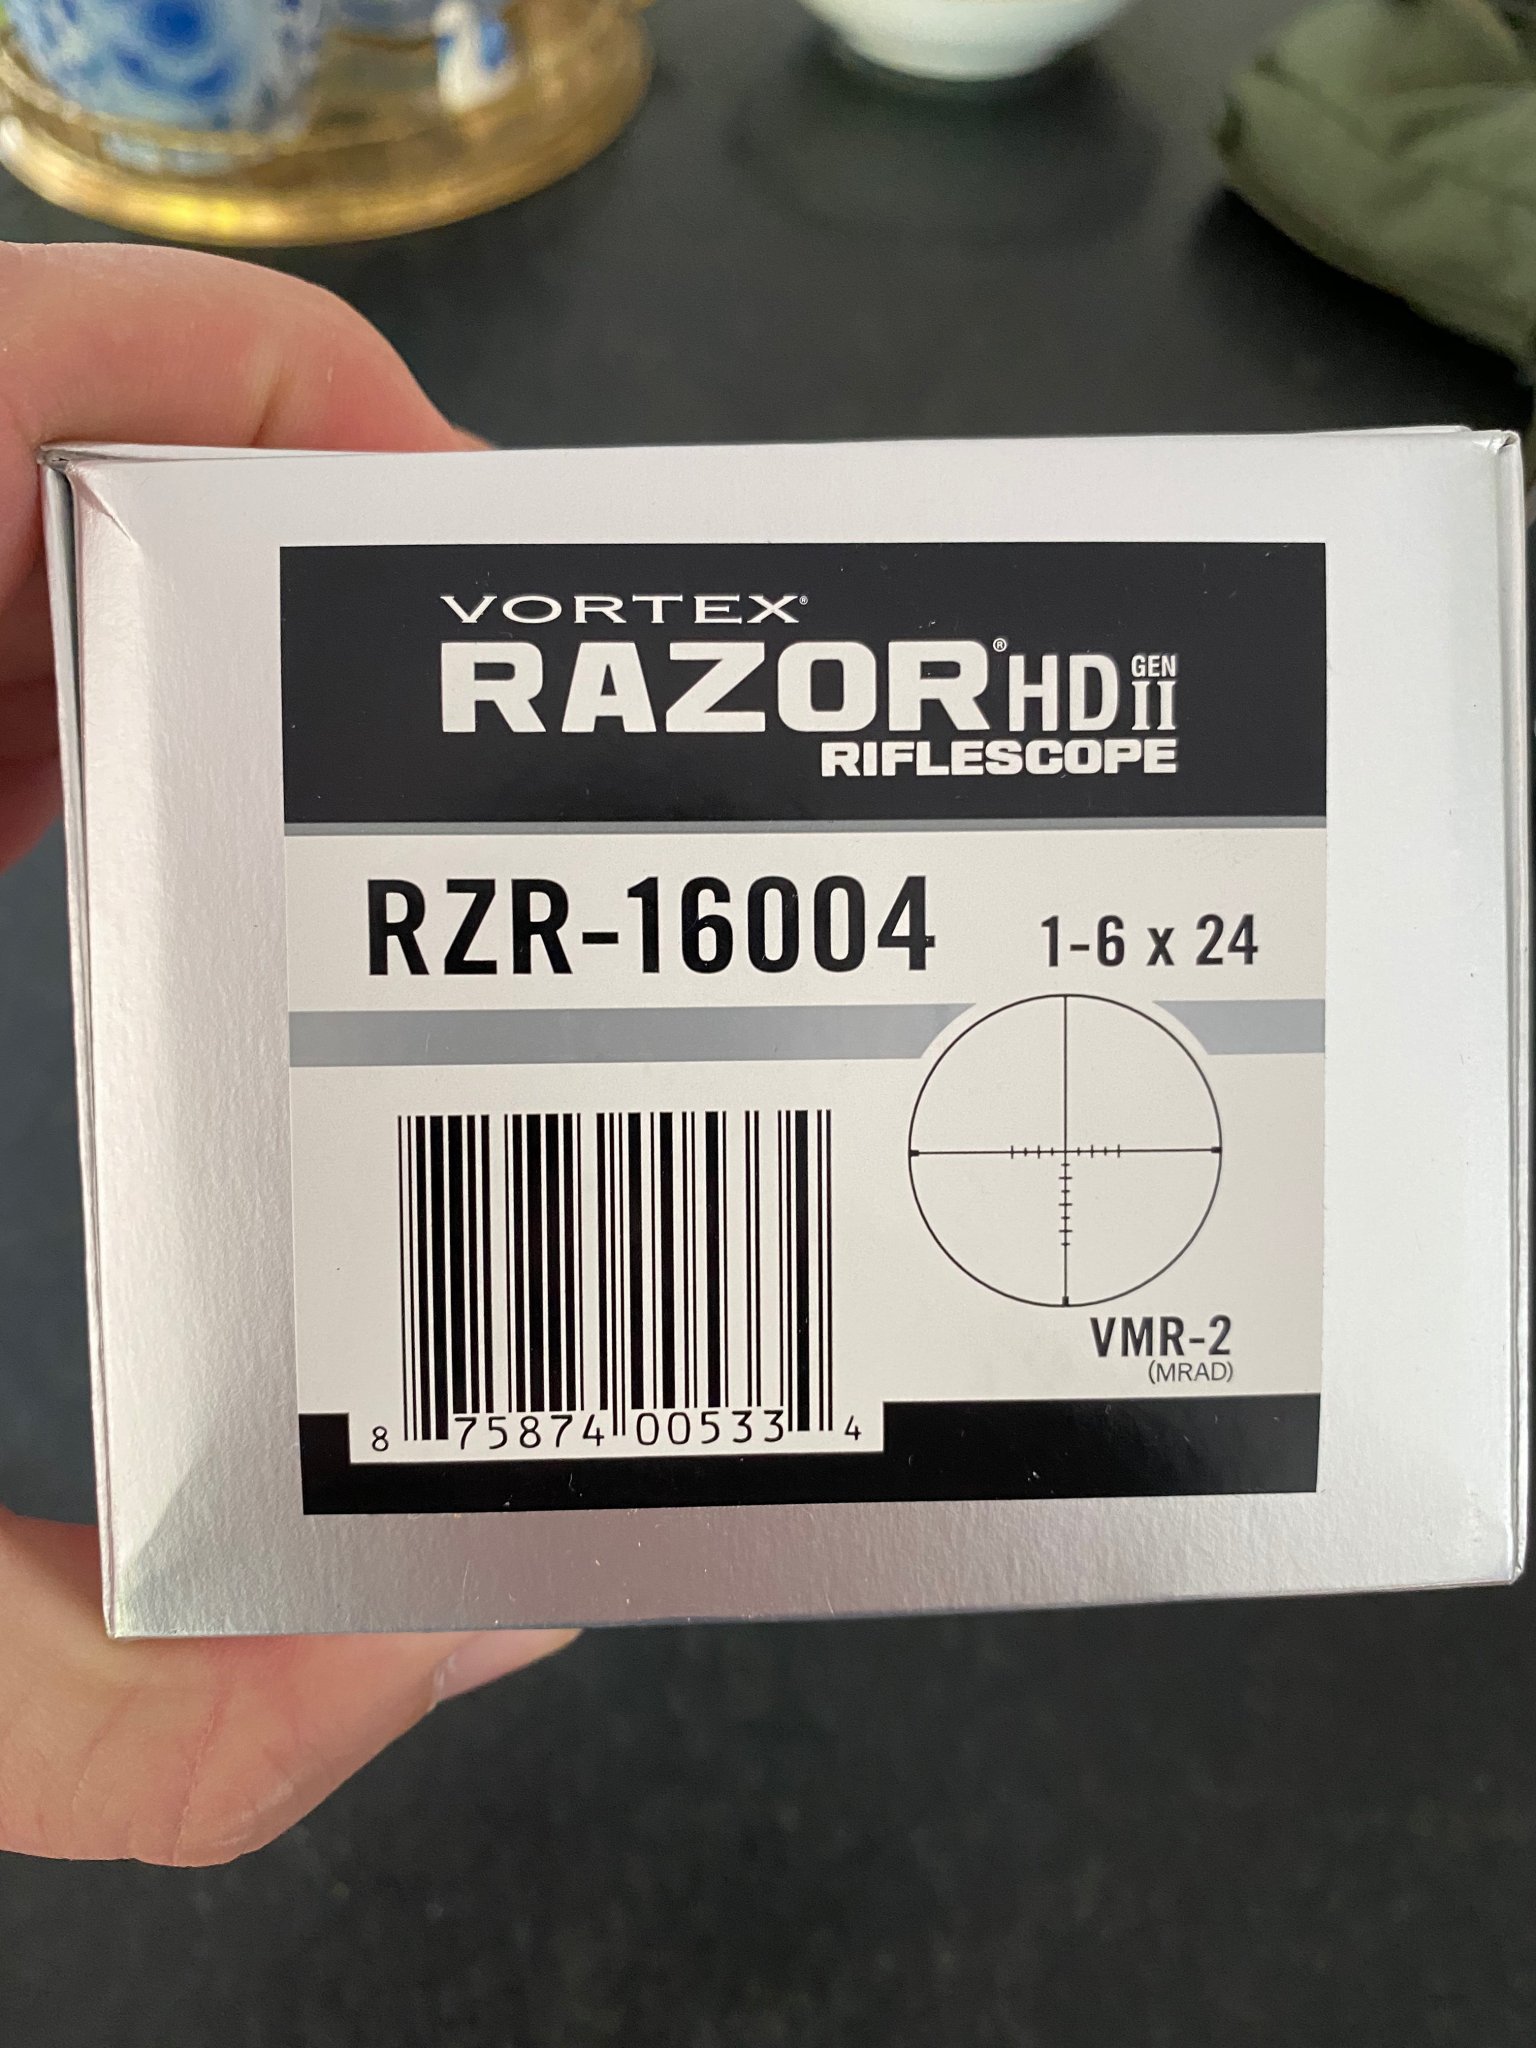 VORTEX®
RAZOR® HD GEN II
RIFLESCOPE
RZR-16004 1-6 x 24
VMR-2
(MRAD)
8 75874 00533 4